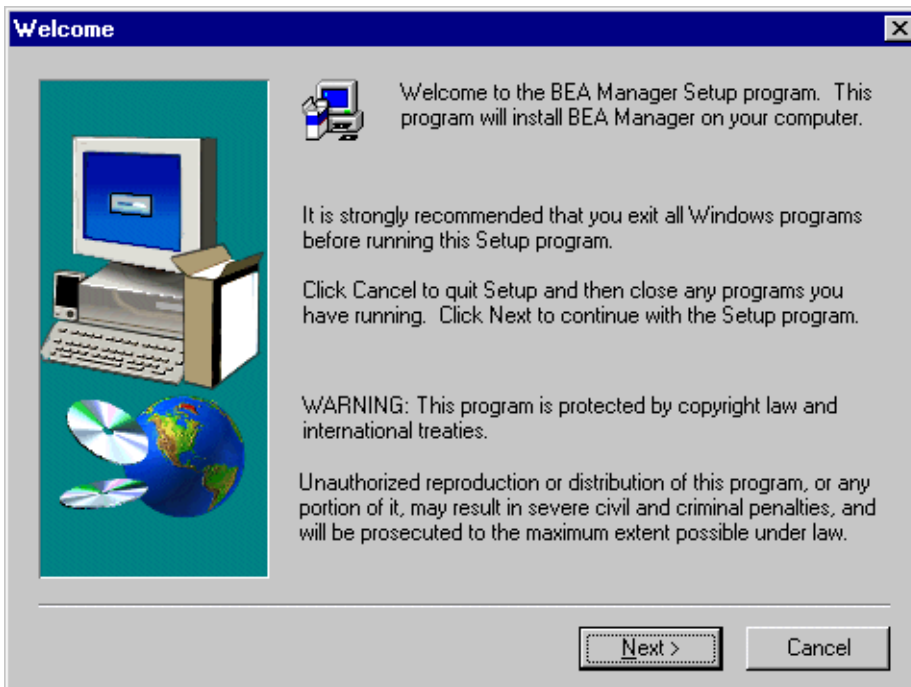 Welcome
Welcome to the BEA Manager Setup program.  This
program will install BEA Manager on your computer.
It is strongly recommended that you exit all Windows programs
before running this Setup program.
Click Cancel to quit Setup and then close any programs you
have running.  Click Next to continue with the Setup program.
WARNING: This program is protected by copyright law and
international treaties.
Unauthorized reproduction or distribution of this program, or any
portion of it, may result in severe civil and criminal penalties, and
will be prosecuted to the maximum extent possible under law.
Next >
Cancel